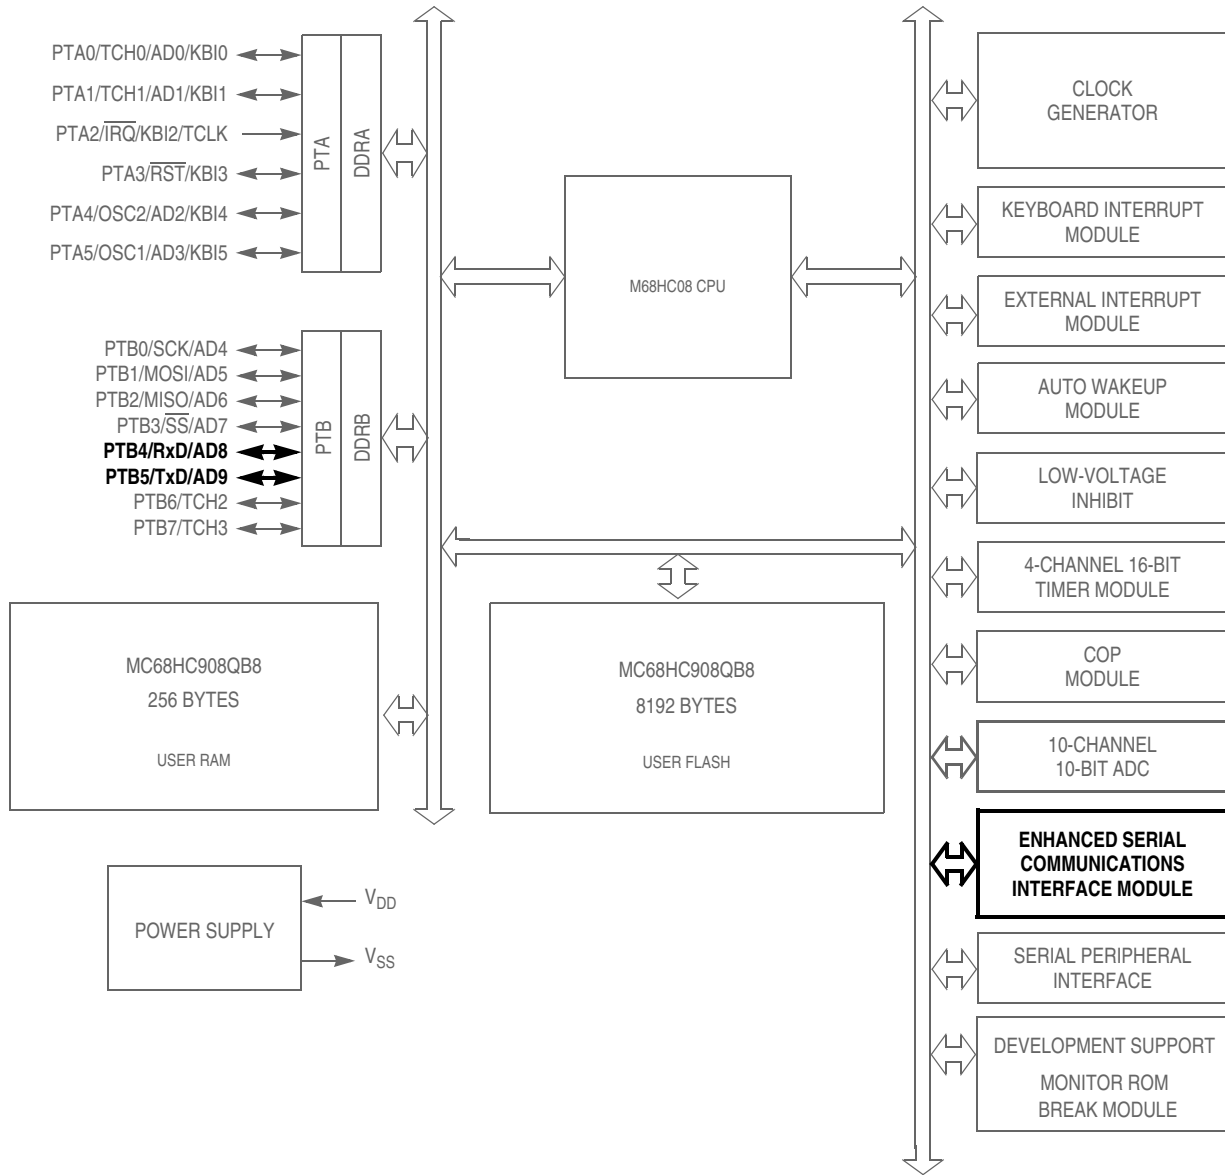 PTA0/TCH0/AD0/KBI0
PTA1/TCH1/AD1/KBI1
PTA2/IRQ/KBI2/TCLK
PTA3/RST/KBI3
PTA4/OSC2/AD2/KBI4
PTA5/OSC1/AD3/KBI5
PTA
DDRA
PTB0/SCK/AD4
PTB1/MOSI/AD5
PTB2/MISO/AD6
PTB3/SS/AD7
PTB4/RxD/AD8
PTB5/TxD/AD9
PTB6/TCH2
PTB7/TCH3
PTB
DDRB
M68HC08 CPU
MC68HC908QB8
256 BYTES
USER RAM
MC68HC908QB8
8192 BYTES
USER FLASH
POWER SUPPLY
VDD
VSS
CLOCK
GENERATOR
KEYBOARD INTERRUPT
MODULE
EXTERNAL INTERRUPT
MODULE
AUTO WAKEUP
MODULE
LOW-VOLTAGE
INHIBIT
4-CHANNEL 16-BIT
TIMER MODULE
COP
MODULE
10-CHANNEL
10-BIT ADC
ENHANCED SERIAL
COMMUNICATIONS
INTERFACE MODULE
SERIAL PERIPHERAL
INTERFACE
DEVELOPMENT SUPPORT
MONITOR ROM
BREAK MODULE